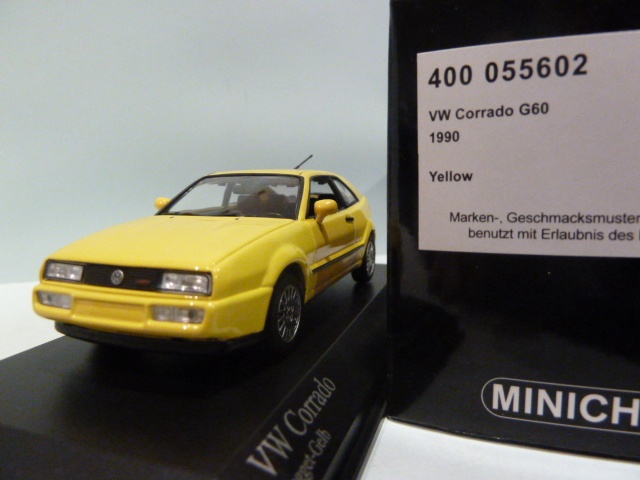 400 055602
VW Corrado G60
1990
Yellow
Marken-, Geschmacksmuster
benutzt mit Erlaubnis des
MINICH
VW Corrado